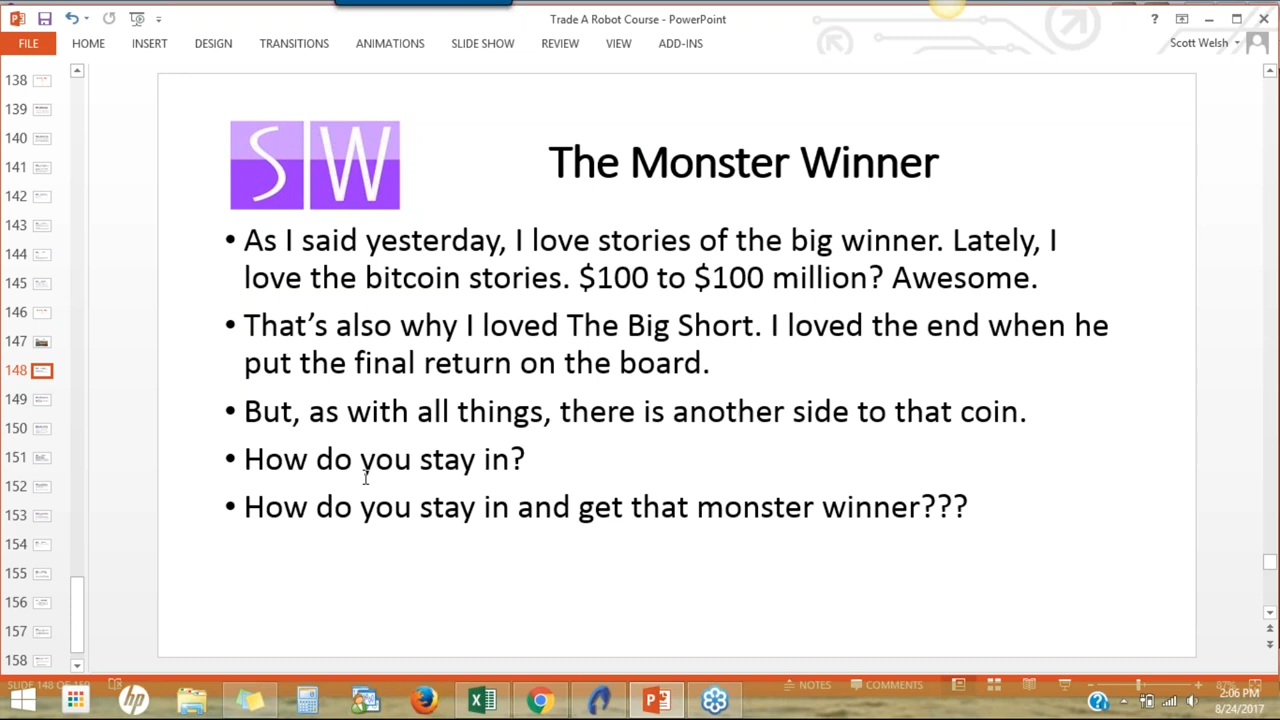 Trade A Robot Course - PowerPoint
?
FILE HOME INSERT DESIGN TRANSITIONS ANIMATIONS SLIDE SHOW REVIEW VIEW ADD-INS Scott Welsh
138
139
140
141
142
143
144
145
146
147
148
149
150
151
152
153
154
155
156
157
158
SW
The Monster Winner
• As I said yesterday, I love stories of the big winner. Lately, I
love the bitcoin stories. $100 to $100 million? Awesome.
• That's also why I loved The Big Short. I loved the end when he
put the final return on the board.
• But, as with all things, there is another side to that coin.
• How do you stay in?
• How do you stay in and get that monster winner???
NOTES COMMENTS 87%
hp
2:06 PM
8/24/2017